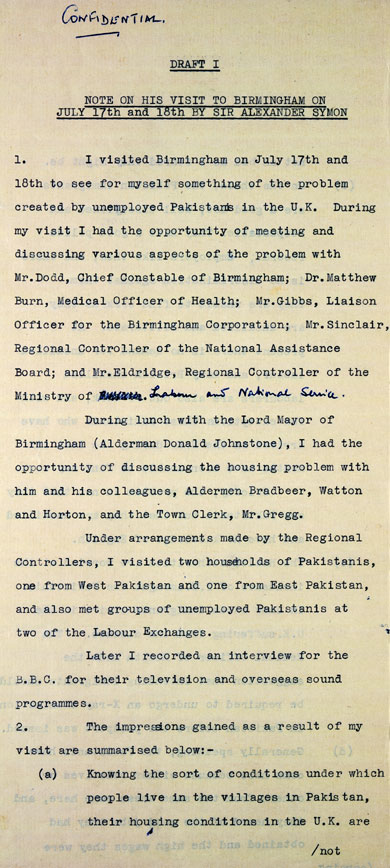 CONFIDENTIAL.
DRAFT I
NOTE ON HIS VISIT TO BIRMINGHAM ON
JULY 17th and 18th BY SIR ALEXANDER SYMON
1. I visited Birmingham on July 17th and
18th to see for myself something of the problem
created by unemployed Pakistanis in the U.K. During
my visit I had the opportunity of meeting and
discussing various aspects of the problem with
Mr.Dodd, Chief Constable of Birmingham; Dr.Matthew
Burn, Medical Officer of Health; Mr.Gibbs, Liaison
Officer for the Birmingham Corporation; Mr.Sinclair,
Regional Controller of the National Assistance
Board; and Mr.Eldridge, Regional Controller of the
Ministry of Labour and National Service.
During lunch with the Lord Mayor of
Birmingham (Alderman Donald Johnstone), I had the
opportunity of discussing the housing problem with
him and his colleagues, Aldermen Bradbeer, Watton
and Horton, and the Town Clerk, Mr.Gregg.
Under arrangements made by the Regional
Controllers, I visited two households of Pakistanis,
one from West Pakistan and one from East Pakistan,
and also met groups of unemployed Pakistanis at
two of the Labour Exchanges.
Later I recorded an interview for the
B.B.C. for their television and overseas sound
programmes.
2. The impressions gained as a result of my
visit are summarised below:-
(a) Knowing the sort of conditions under which
people live in the villages in Pakistan,
their housing conditions in the U.K. are
/not